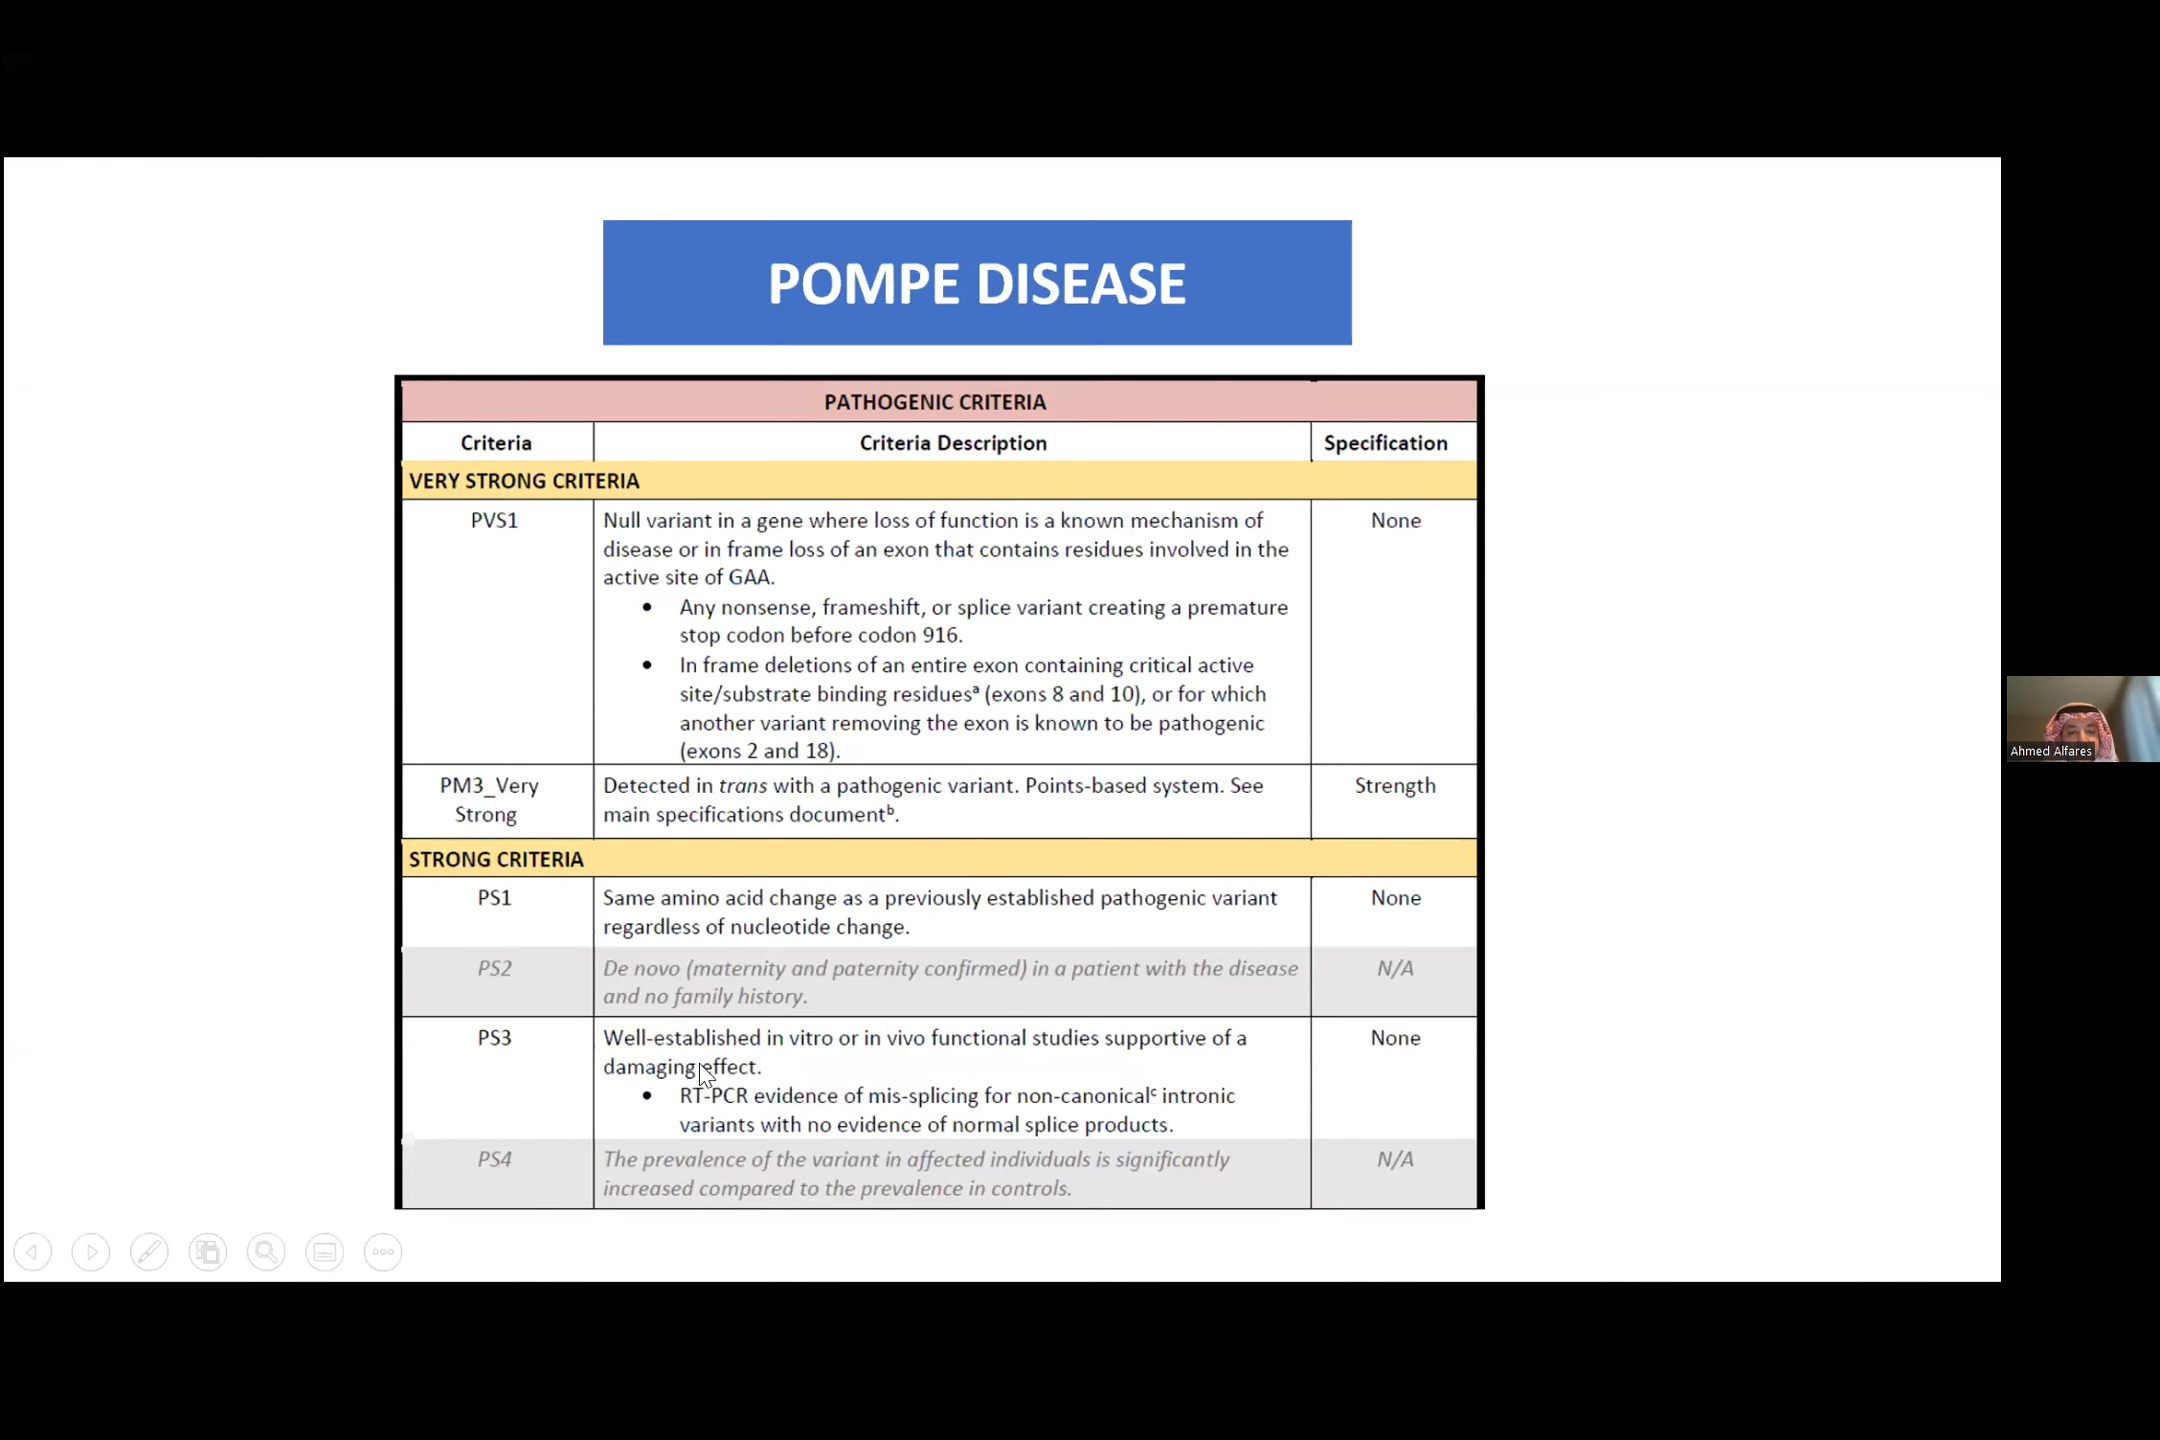 POMPE DISEASE
PATHOGENIC CRITERIA
Criteria
Criteria Description
Specification
VERY STRONG CRITERIA
PVS1
Null variant in a gene where loss of function is a known mechanism of
disease or in frame loss of an exon that contains residues involved in the
active site of GAA.
• Any nonsense, frameshift, or splice variant creating a premature
stop codon before codon 916.
• In frame deletions of an entire exon containing critical active
site/substrate binding residuesᵃ (exons 8 and 10), or for which
another variant removing the exon is known to be pathogenic
(exons 2 and 18).
None
PM3_Very
Strong
Detected in trans with a pathogenic variant. Points-based system. See
main specifications documentᵇ.
Strength
STRONG CRITERIA
PS1
Same amino acid change as a previously established pathogenic variant
regardless of nucleotide change.
None
PS2
De novo (maternity and paternity confirmed) in a patient with the disease
and no family history.
N/A
PS3
Well-established in vitro or in vivo functional studies supportive of a
damaging effect.
• RT-PCR evidence of mis-splicing for non-canonicalᶜ intronic
variants with no evidence of normal splice products.
None
PS4
The prevalence of the variant in affected individuals is significantly
increased compared to the prevalence in controls.
N/A
Ahmed Alfares